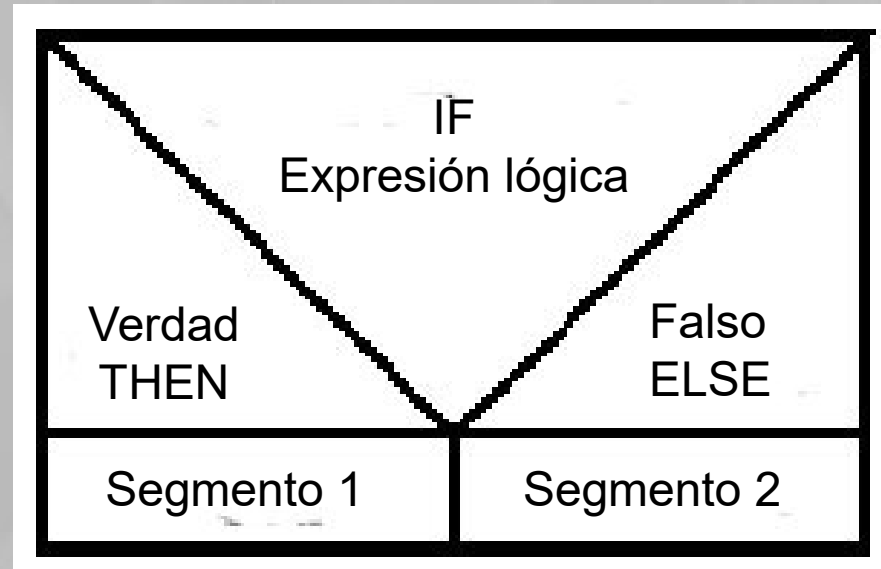 IF
Expresión lógica
Verdad
THEN
Falso
ELSE
Segmento 1
Segmento 2